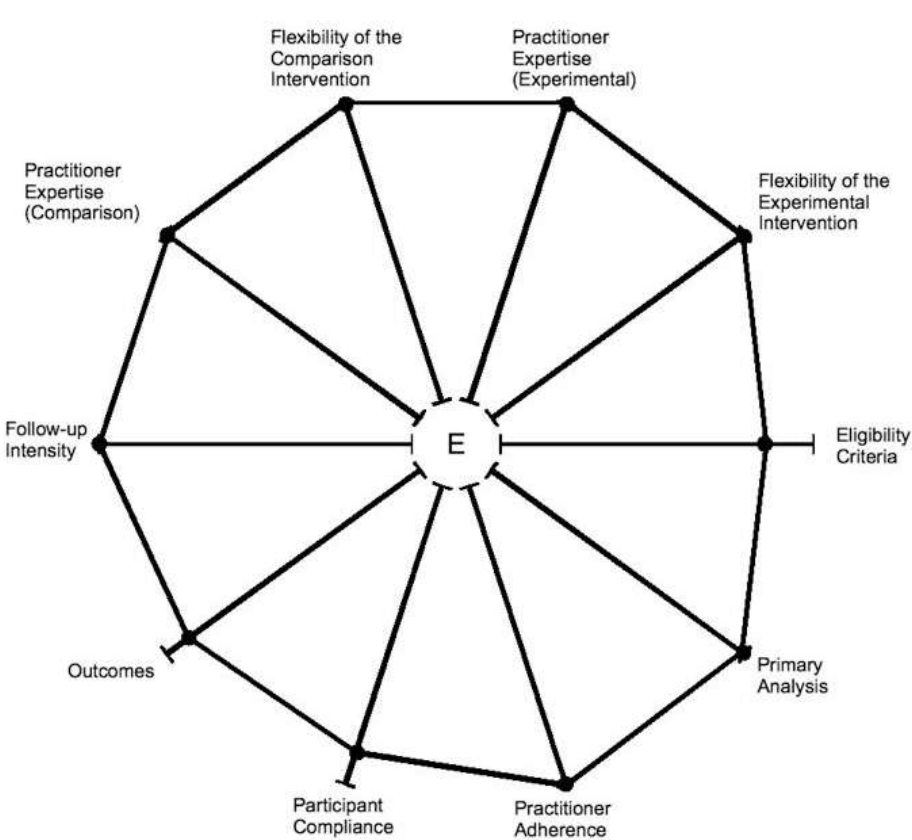 Flexibility of the
Comparison
Intervention
Practitioner
Expertise
(Experimental)
Practitioner
Expertise
(Comparison)
Flexibility of the
Experimental
Intervention
Follow-up
Intensity
E
Eligibility
Criteria
Outcomes
Primary
Analysis
Participant
Compliance
Practitioner
Adherence